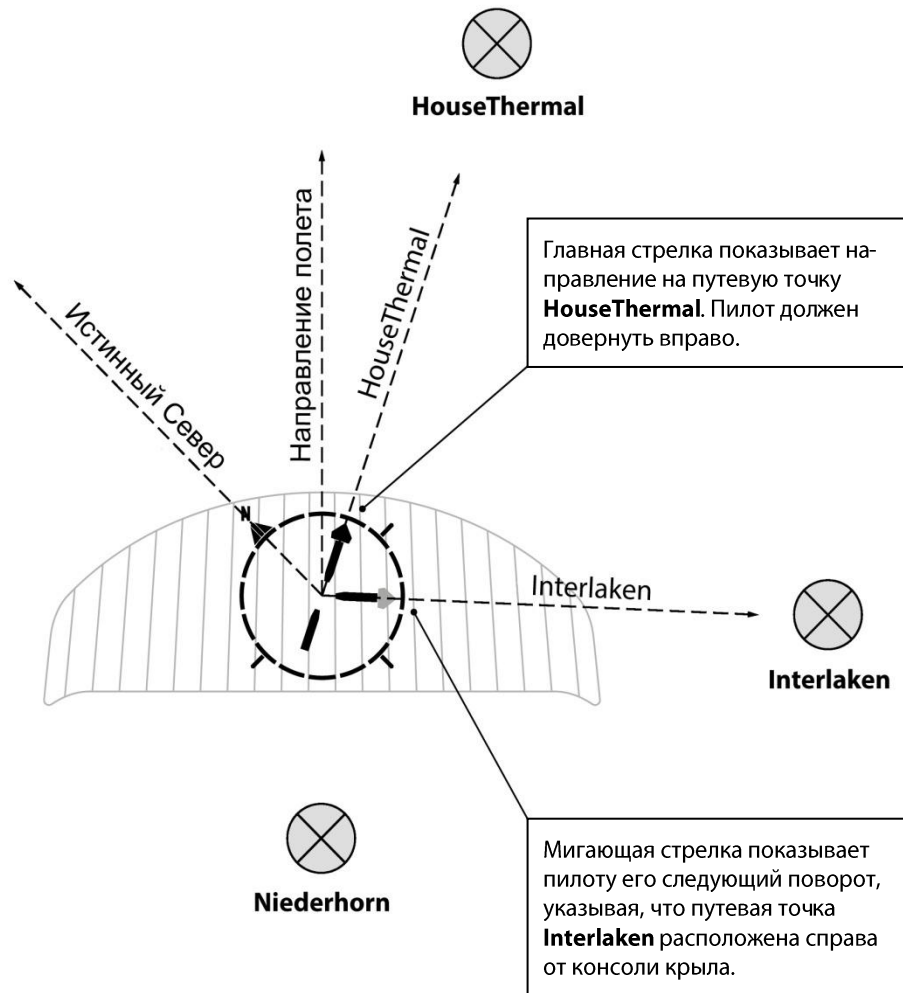 HouseThermal
Направление полета
HouseThermal
Истинный Север
Главная стрелка показывает на-
правление на путевую точку
HouseThermal. Пилот должен
довернуть вправо.
N
Interlaken
Interlaken
Niederhorn
Мигающая стрелка показывает
пилоту его следующий поворот,
указывая, что путевая точка
Interlaken расположена справа
от консоли крыла.